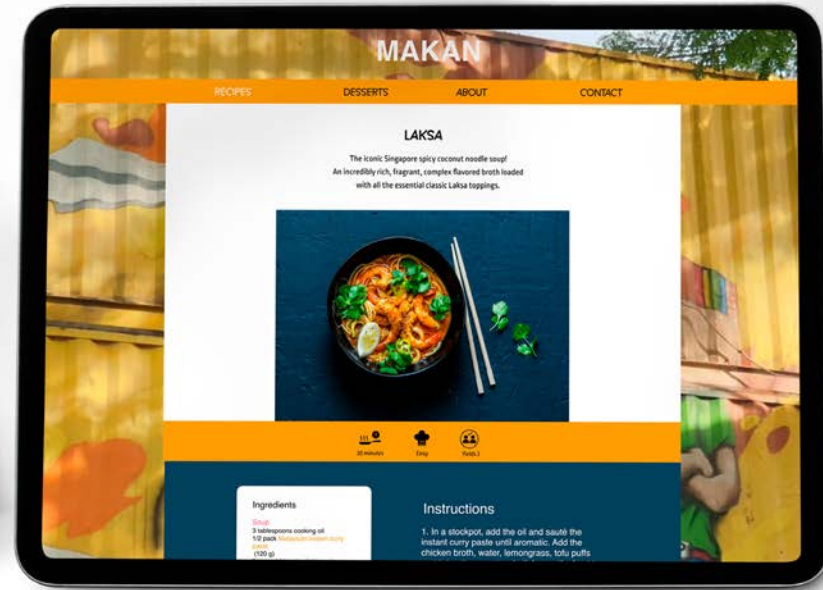 MAKAN
RECIPES DESSERTS ABOUT CONTACT
LAKSA
The iconic Singapore spicy coconut noodle soup!
An incredibly rich, fragrant, complex flavored broth loaded
with all the essential classic Laksa toppings.
Easy
Ingredients
Instructions
Soup
3 tablespoons cooking oil
1/2 pack instant curry
paste
(120 g)
1. In a stockpot, add the oil and sauté the
instant curry paste until aromatic. Add the
chicken broth, water, lemongrass, tofu puffs